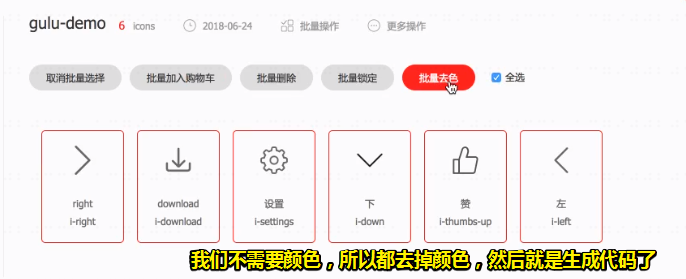 gulu-demo 6 icons 2018-06-24 批量操作 更多操作
取消批量选择 批量加入购物车 批量删除 批量锁定 批量去色 全选
right download 设置 下 赞 左
i-right i-download i-settings i-down i-thumbs-up i-left
我们不需要颜色，所以都去掉颜色，然后就是生成代码了